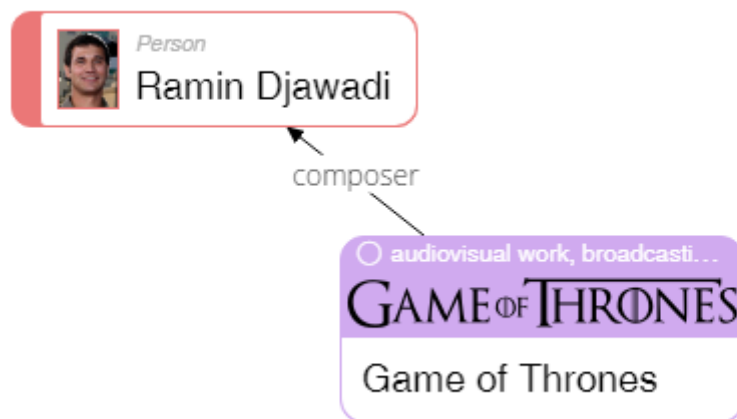 Person
Ramin Djawadi
composer
audiovisual work, broadcasti...
GAME OF THRONES
Game of Thrones